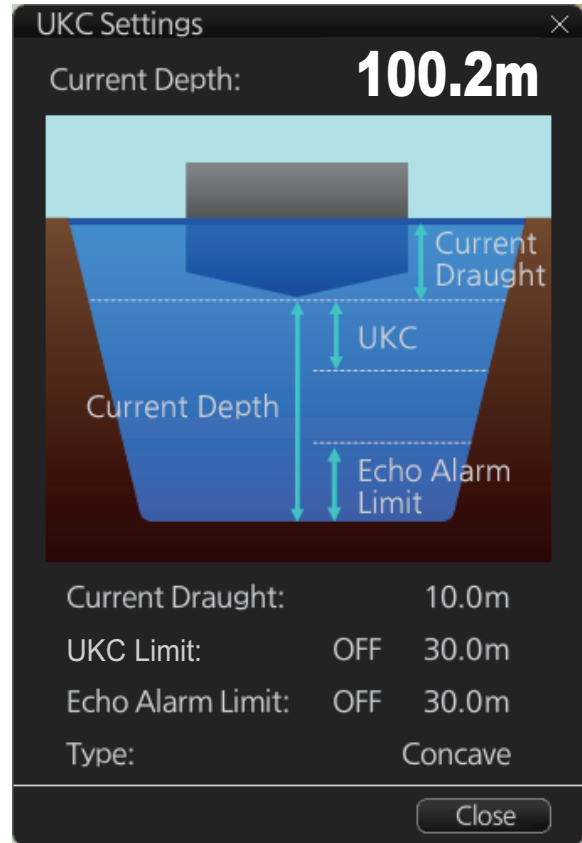 UKC Settings
Current Depth: 100.2m
Current
Draught
UKC
Current Depth
Echo Alarm
Limit
Current Draught: 10.0m
UKC Limit: OFF 30.0m
Echo Alarm Limit: OFF 30.0m
Type: Concave
Close